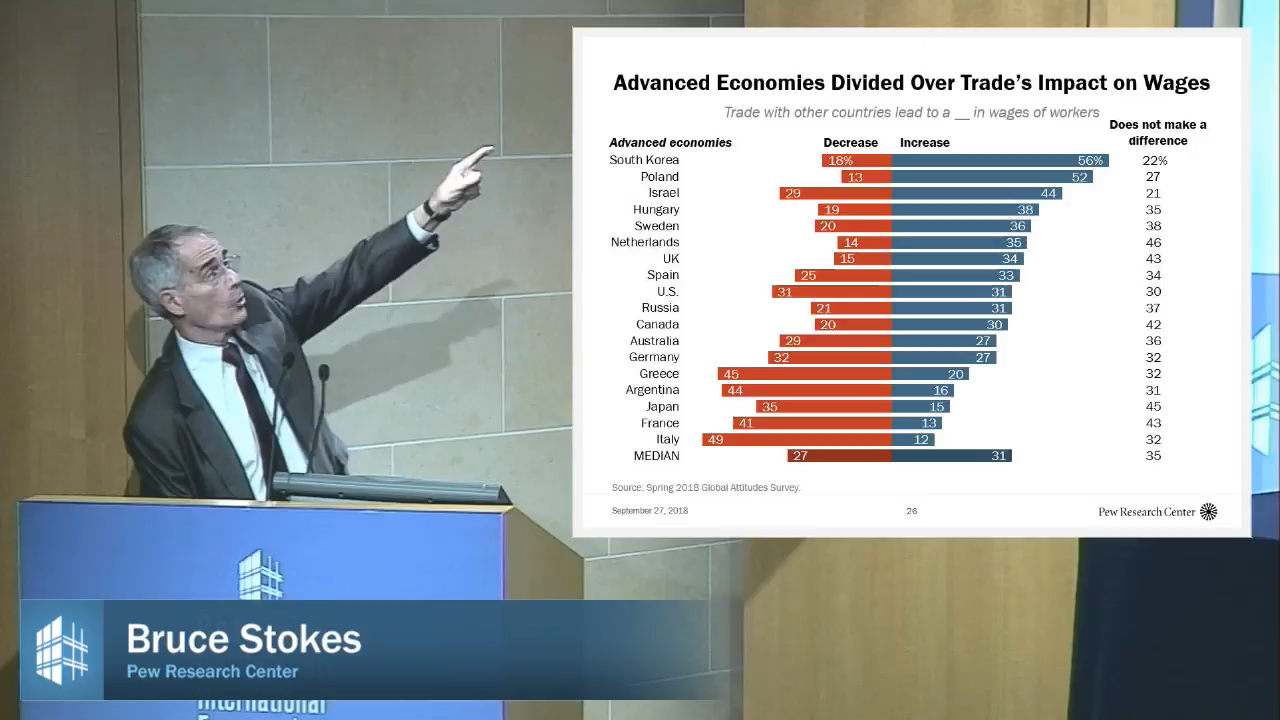 Advanced Economies Divided Over Trade's Impact on Wages
Trade with other countries lead to a __ in wages of workers
Advanced economies Decrease Increase Does not make a difference
South Korea 18% 56% 22%
Poland 13 52 27
Israel 29 44 21
Hungary 19 38 35
Sweden 20 36 38
Netherlands 14 35 46
UK 15 34 43
Spain 25 33 34
U.S. 31 31 30
Russia 21 31 37
Canada 20 30 42
Australia 29 27 36
Germany 32 27 32
Greece 45 20 32
Argentina 44 16 31
Japan 35 15 45
France 41 13 43
Italy 49 12 32
MEDIAN 27 31 35
Source: Spring 2018 Global Attitudes Survey.
September 27, 2018 26 Pew Research Center
Bruce Stokes
Pew Research Center
International